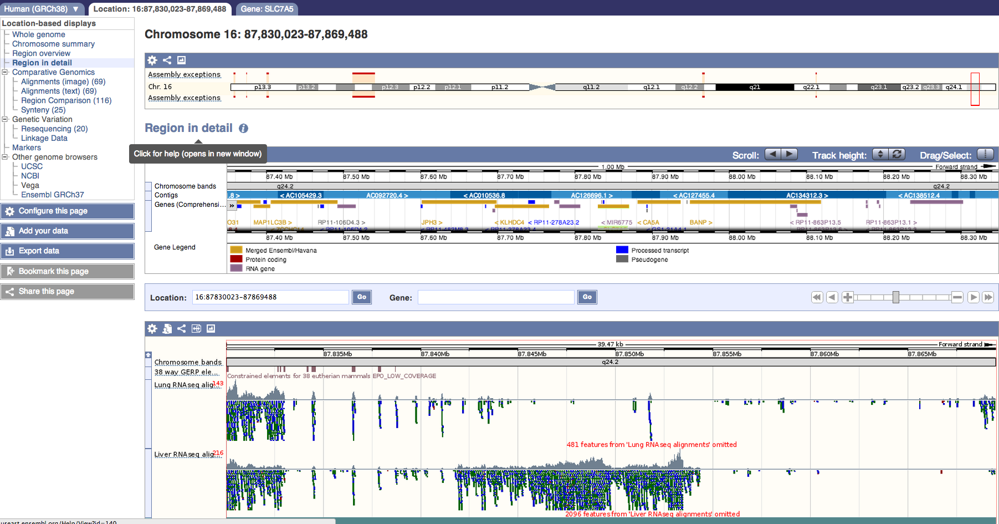 Human (GRCh38) ▼
Location: 16:87,830,023-87,869,488
Gene: SLC7A5
Location-based displays
Whole genome
Chromosome summary
Region overview
Region in detail
Comparative Genomics
Alignments (image) (69)
Alignments (text) (69)
Region Comparison (116)
Synteny (25)
Genetic Variation
Resequencing (20)
Linkage Data
Markers
Other genome browsers
UCSC
NCBI
Vega
Ensembl GRCh37
Configure this page
Add your data
Export data
Bookmark this page
Share this page
Chromosome 16: 87,830,023-87,869,488
Assembly exceptions
Chr. 16
p13.3 p13.2 p12.3 p12.2 p12.1 p11.2 q11.2 q12.1 q12.2 q21 q22.1 q23.1 q23.2 q23.3 q24.1
Assembly exceptions
Region in detail
Click for help (opens in new window)
Scroll: Track height: Drag/Select:
1.00 Mb Forward strand
87.40 Mb 87.50 Mb 87.60 Mb 87.70 Mb 87.80 Mb 87.90 Mb 88.00 Mb 88.10 Mb 88.20 Mb 88.30 Mb
Chromosome bands q24.2 q24.2
Contigs .8 > < AC105429.3 AC092720.4 > < AC010536.8 AC126696.1 > < AC127455.4 AC134312.3 > < AC138512.4
Genes (Comprehensi... »
O31 MAP1LC3B > RP11-106D4.3 > JPH3 > < KLHDC4 < RP11-278A23.2 < MIR6775 < CA5A BANP > < RP11-863P13.5 RP11-863P13.1 >
87.40 Mb 87.50 Mb 87.60 Mb 87.70 Mb 87.80 Mb 87.90 Mb 88.00 Mb 88.10 Mb 88.20 Mb 88.30 Mb
Gene Legend
Merged Ensembl/Havana
Protein coding
RNA gene
Processed transcript
Pseudogene
Location: 16:87830023-87869488 Go Gene: Go
39.47 kb Forward strand
87.835Mb 87.840Mb 87.845Mb 87.850Mb 87.855Mb 87.860Mb 87.865Mb
Chromosome bands q24.2
38 way GERP ele...
Constrained elements for 38 eutherian mammals EPO_LOW_COVERAGE
Lung RNAseq alig... 143
481 features from 'Lung RNAseq alignments' omitted
Liver RNAseq alig... 216
2096 features from 'Liver RNAseq alignments' omitted
useast.ensembl.org/Help/View?id=140